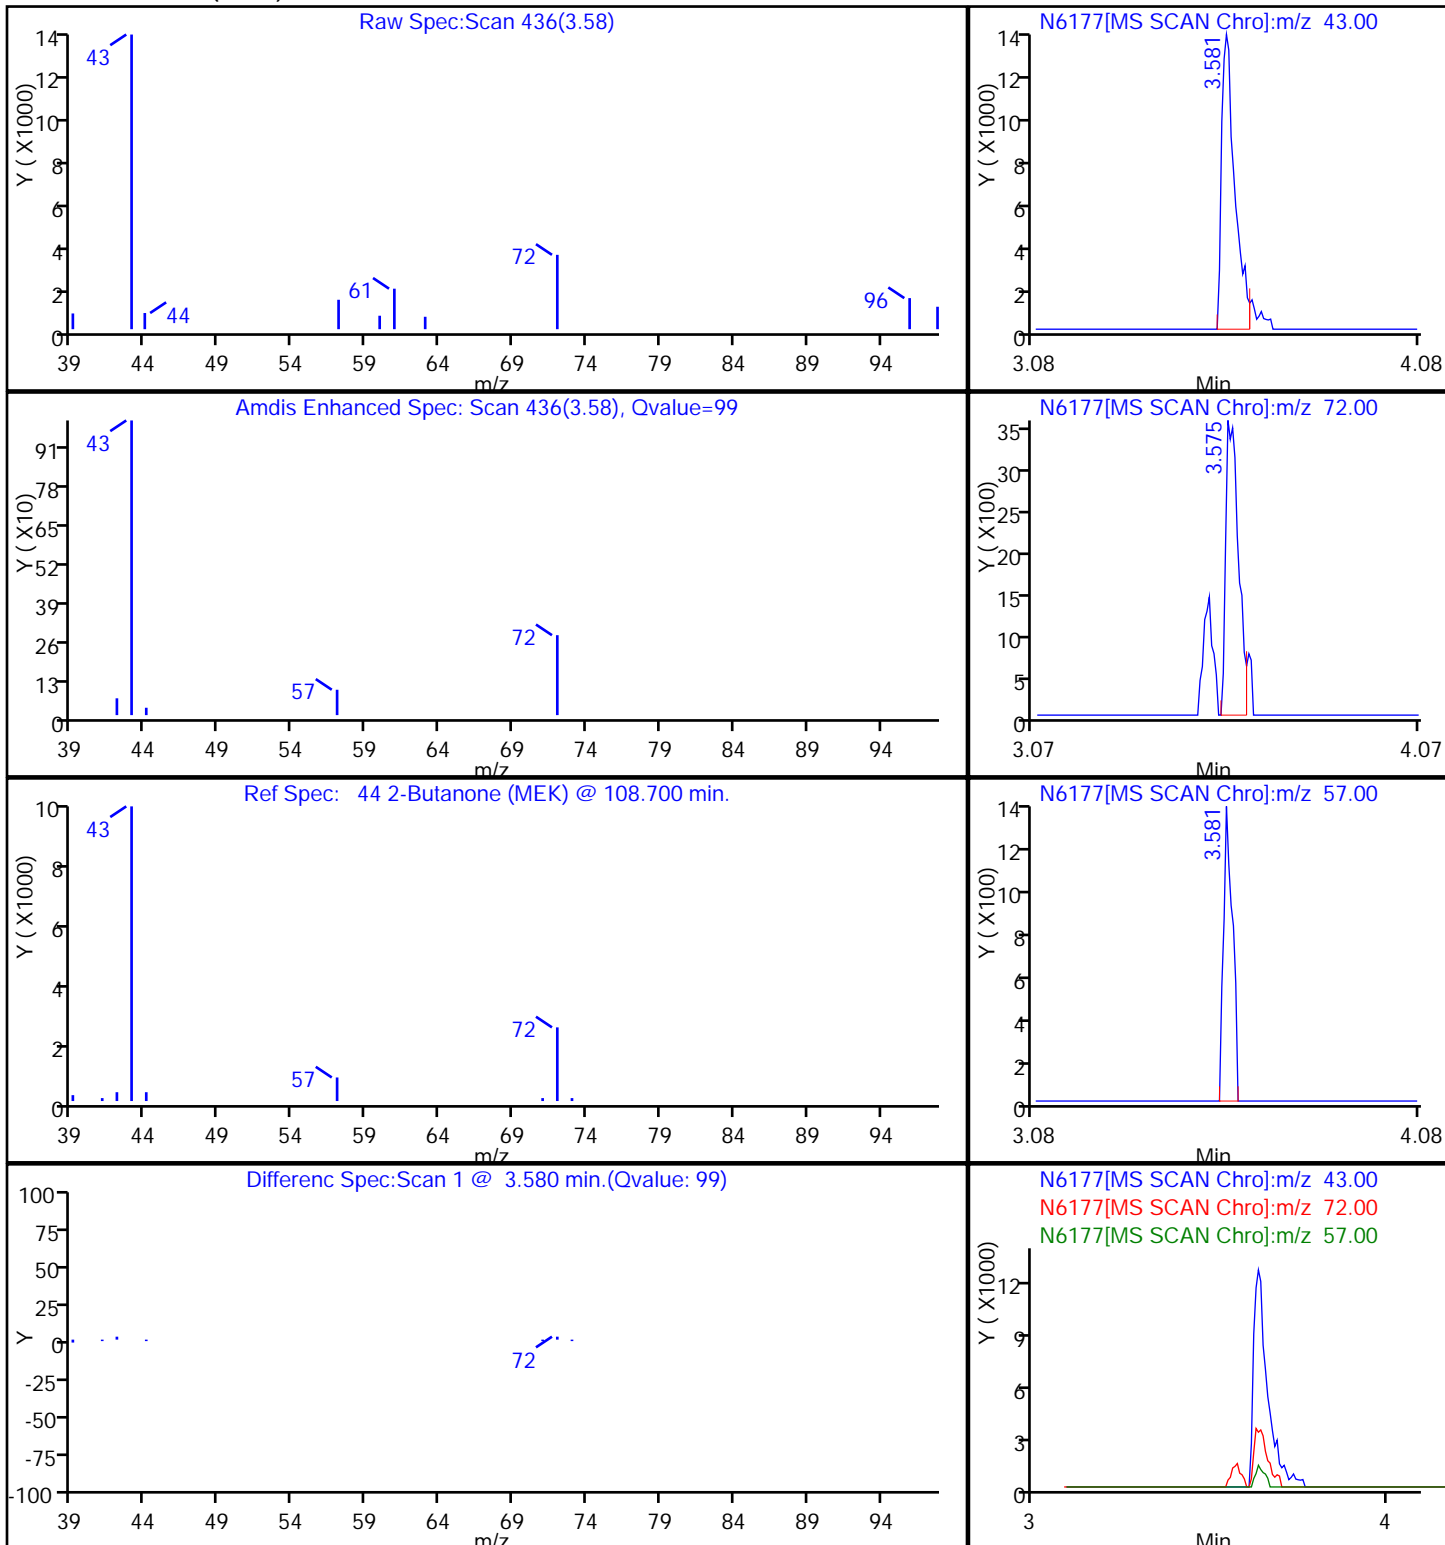 Raw Spec:Scan 436(3.58)
Y ( X1000)
14
12
10
8
6
4
2
0
43
44
61
72
96
39 44 49 54 59 64 69 74 79 84 89 94
m/z
N6177[MS SCAN Chro]:m/z 43.00
Y ( X1000)
14
12
10
8
6
4
2
0
3.581
3.08 4.08
Min
Amdis Enhanced Spec: Scan 436(3.58), Qvalue=99
Y ( X10)
91
78
65
52
39
26
13
0
43
57
72
39 44 49 54 59 64 69 74 79 84 89 94
m/z
N6177[MS SCAN Chro]:m/z 72.00
Y ( X100)
35
30
25
20
15
10
5
0
3.575
3.07 4.07
Min
Ref Spec: 44 2-Butanone (MEK) @ 108.700 min.
Y ( X1000)
10
8
6
4
2
0
43
57
72
39 44 49 54 59 64 69 74 79 84 89 94
m/z
N6177[MS SCAN Chro]:m/z 57.00
Y ( X100)
14
12
10
8
6
4
2
0
3.581
3.08 4.08
Min
Differenc Spec:Scan 1 @ 3.580 min.(Qvalue: 99)
Y
100
75
50
25
0
-25
-50
-75
-100
72
39 44 49 54 59 64 69 74 79 84 89 94
m/z
N6177[MS SCAN Chro]:m/z 43.00
N6177[MS SCAN Chro]:m/z 72.00
N6177[MS SCAN Chro]:m/z 57.00
Y ( X1000)
12
9
6
3
0
3 4
Min